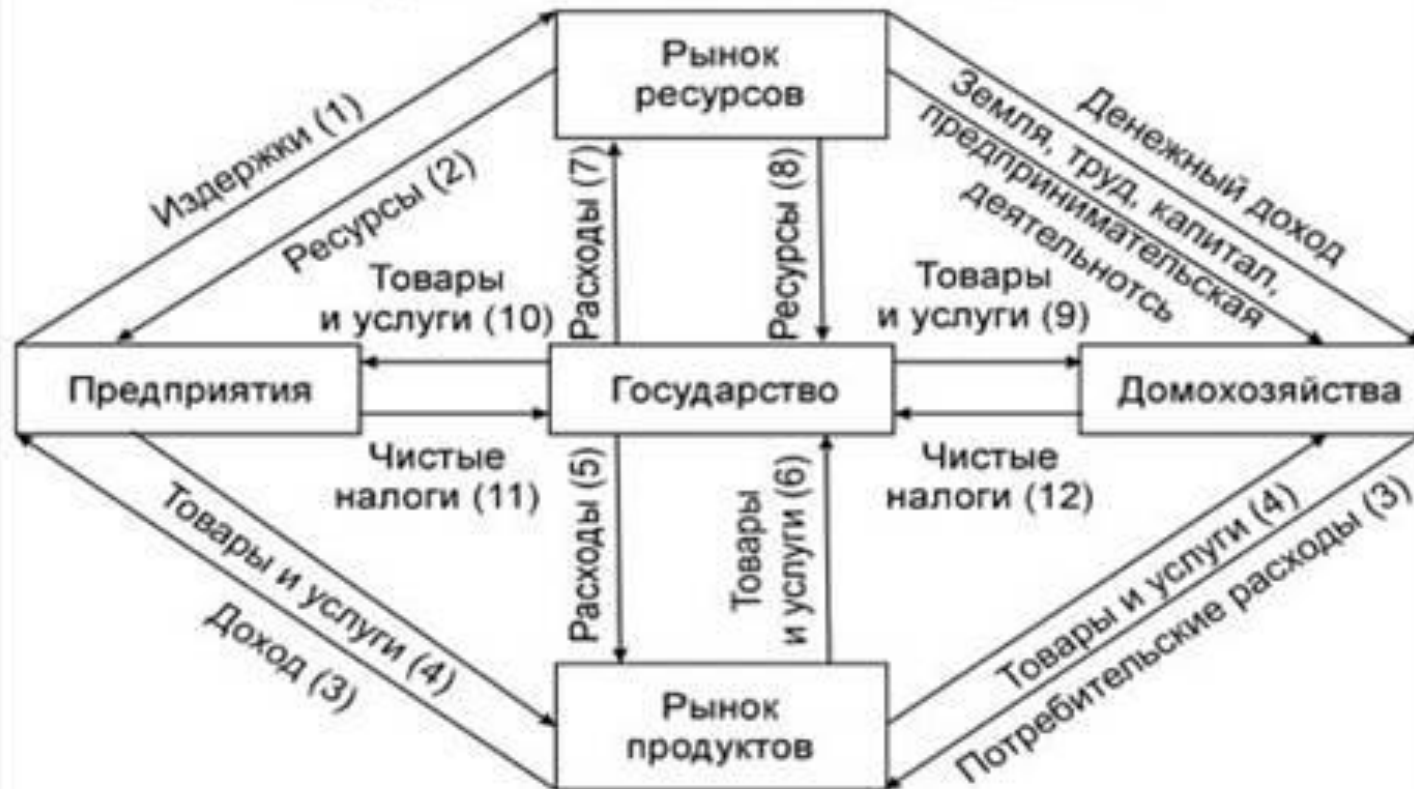 Рынок
ресурсов
Издержки (1)
Ресурсы (2)
Расходы (7)
Ресурсы (8)
Денежный доход
Земля, труд, капитал,
предпринимательская
деятельнотсь
Товары
и услуги (10)
Товары
и услуги (9)
Предприятия
Государство
Домохозяйства
Чистые
налоги (11)
Чистые
налоги (12)
Товары и услуги (4)
Доход (3)
Расходы (5)
Товары
и услуги (6)
Товары и услуги (4)
Потребительские расходы (3)
Рынок
продуктов